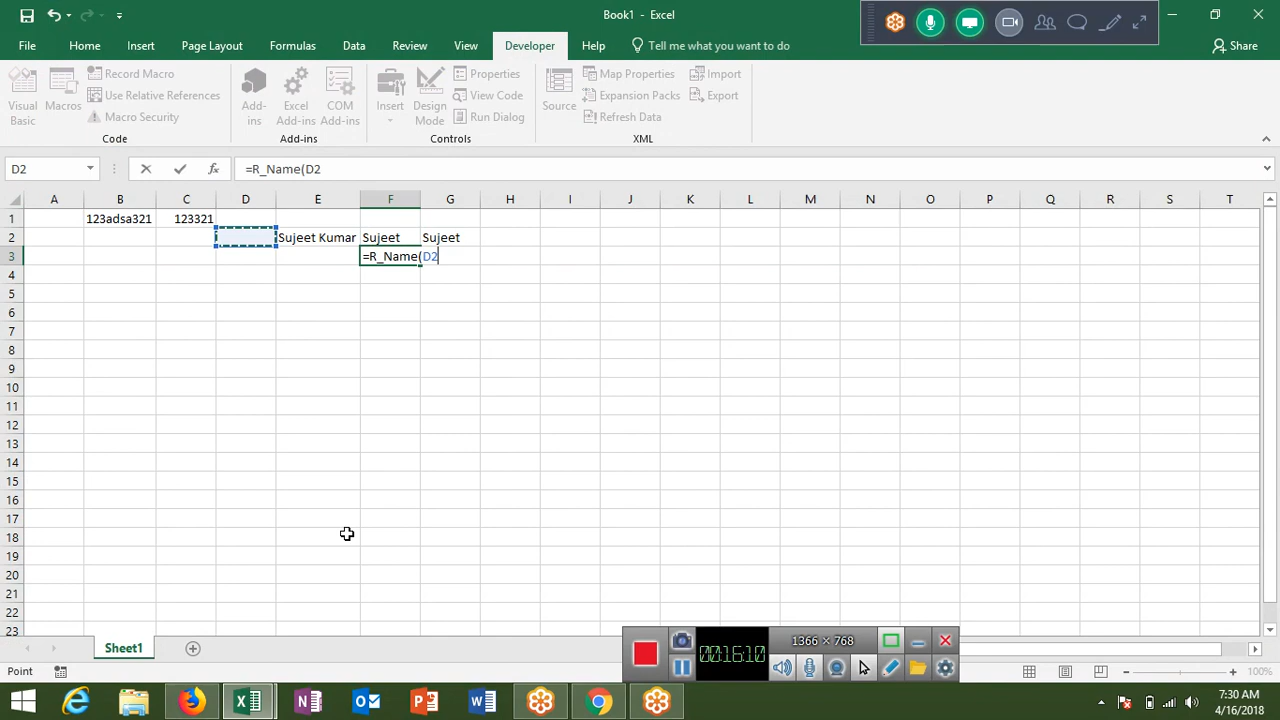 Book1 - Excel
File Home Insert Page Layout Formulas Data Review View Developer Help Tell me what you want to do Share
Visual Basic
Macros
Record Macro
Use Relative References
Macro Security
Code
Add-ins
Excel Add-ins
COM Add-ins
Add-ins
Insert
Design Mode
Properties
View Code
Run Dialog
Controls
Source
Map Properties
Expansion Packs
Refresh Data
Import
Export
XML
D2 fx =R_Name(D2
A B C D E F G H I J K L M N O P Q R S T
1 123adsa321 123321
2 Sujeet Kumar Sujeet Sujeet
3 =R_Name(D2
4
5
6
7
8
9
10
11
12
13
14
15
16
17
18
19
20
21
22
23
Sheet1
00:16:10
1366 × 768
Point
100%
7:30 AM
4/16/2018